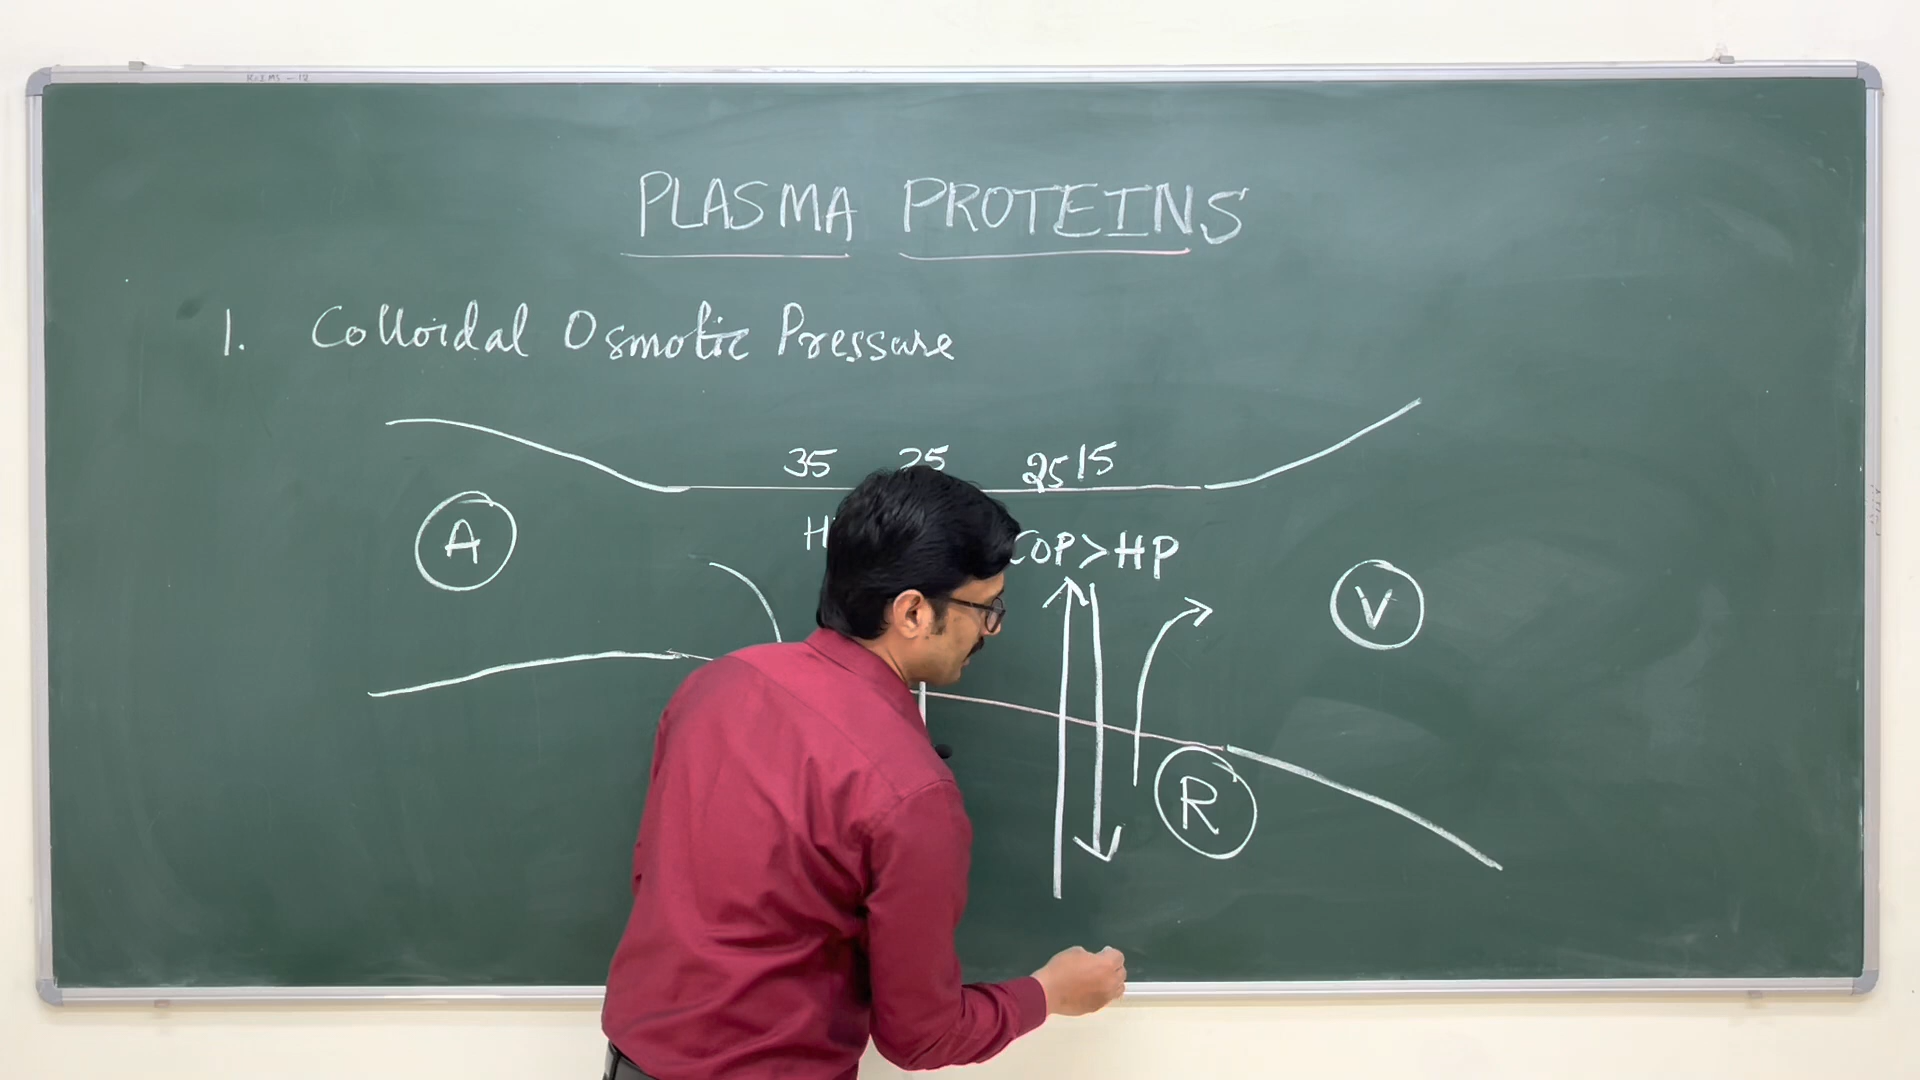 PLASMA PROTEINS
1. Colloidal Osmotic Pressure
35 25 25 15
A H COP>HP V
R